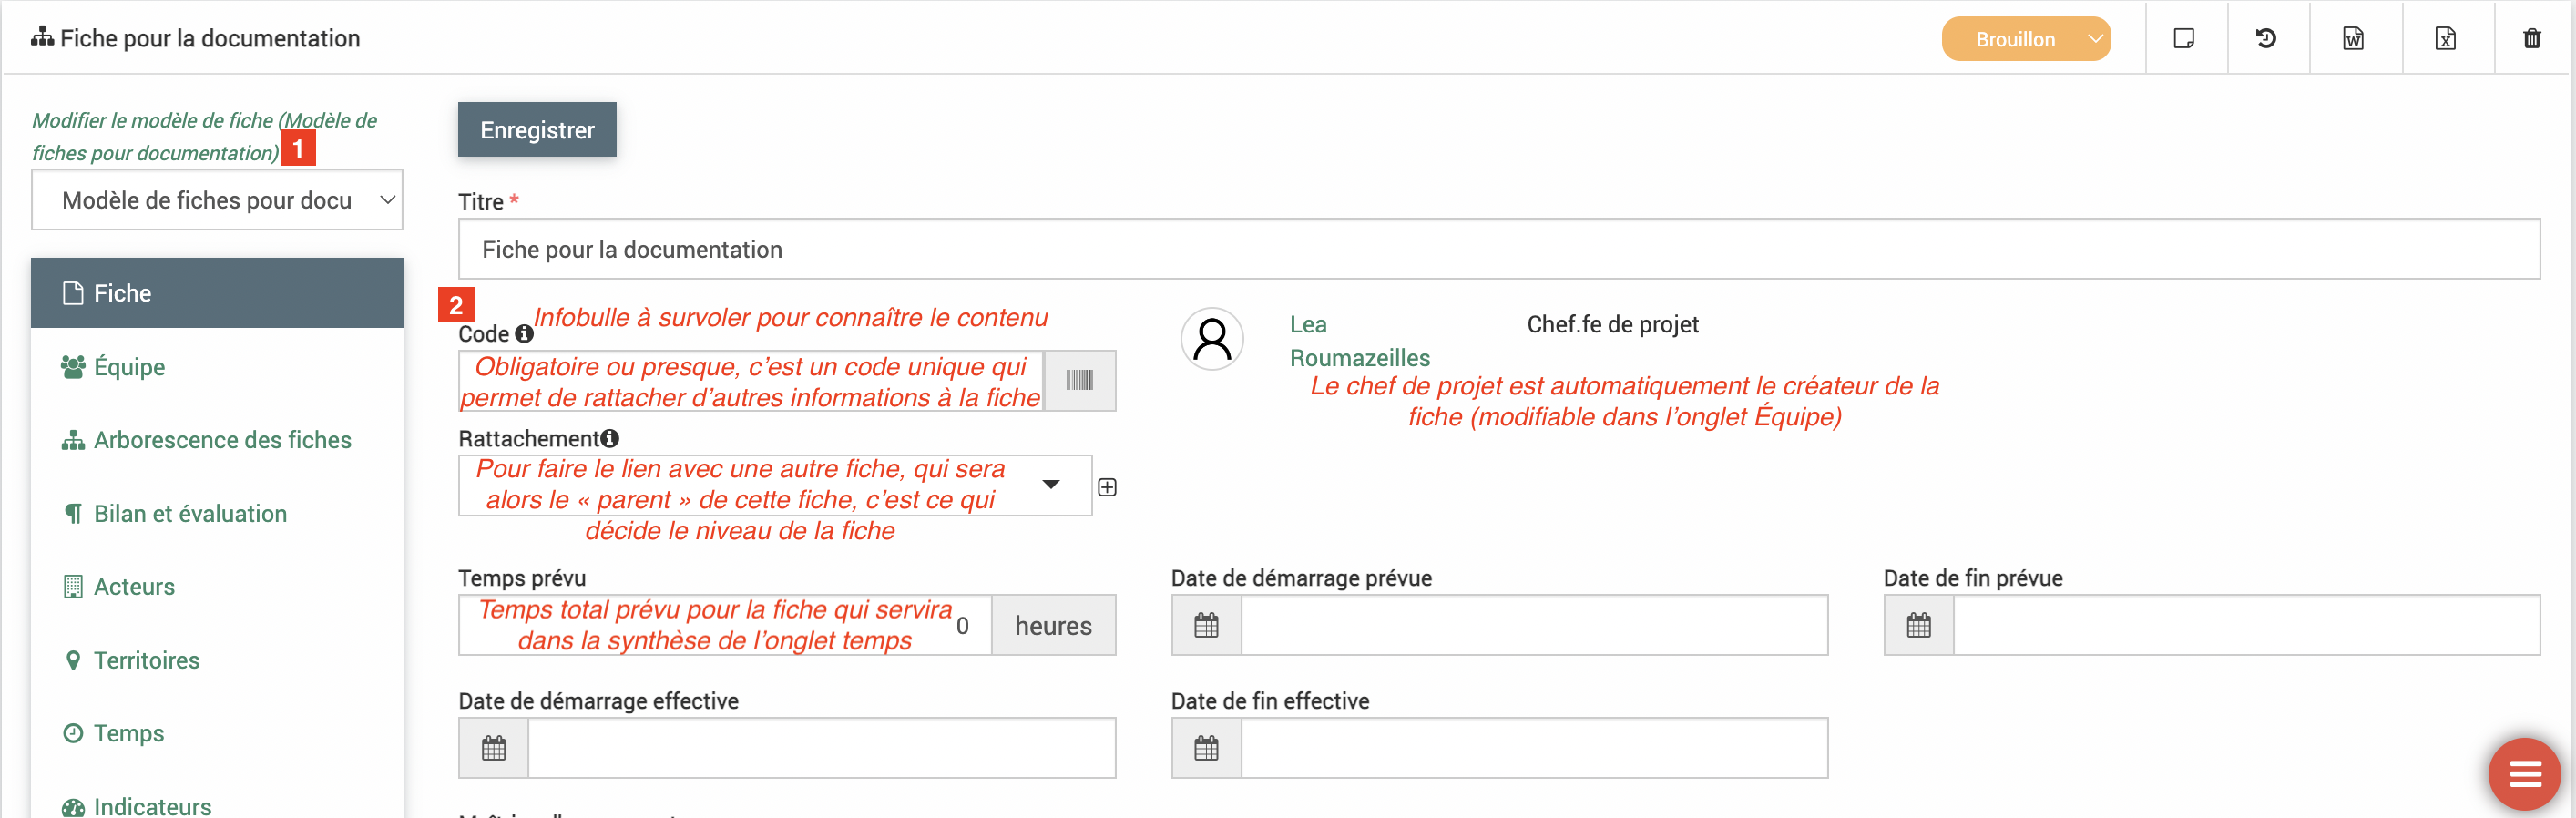 Fiche pour la documentation
Brouillon
Modifier le modèle de fiche (Modèle de
fiches pour documentation)
1
Modèle de fiches pour docu
Enregistrer
Titre *
Fiche pour la documentation
Fiche
Équipe
Arborescence des fiches
Bilan et évaluation
Acteurs
Territoires
Temps
Indicateurs
2
Infobulle à survoler pour connaître le contenu
Code
Obligatoire ou presque, c’est un code unique qui
permet de rattacher d’autres informations à la fiche
Lea
Roumazeilles
Chef.fe de projet
Le chef de projet est automatiquement le créateur de la
fiche (modifiable dans l’onglet Équipe)
Rattachement
Pour faire le lien avec une autre fiche, qui sera
alors le « parent » de cette fiche, c’est ce qui
décide le niveau de la fiche
Temps prévu
Temps total prévu pour la fiche qui servira
dans la synthèse de l’onglet temps
0
heures
Date de démarrage prévue
Date de fin prévue
Date de démarrage effective
Date de fin effective